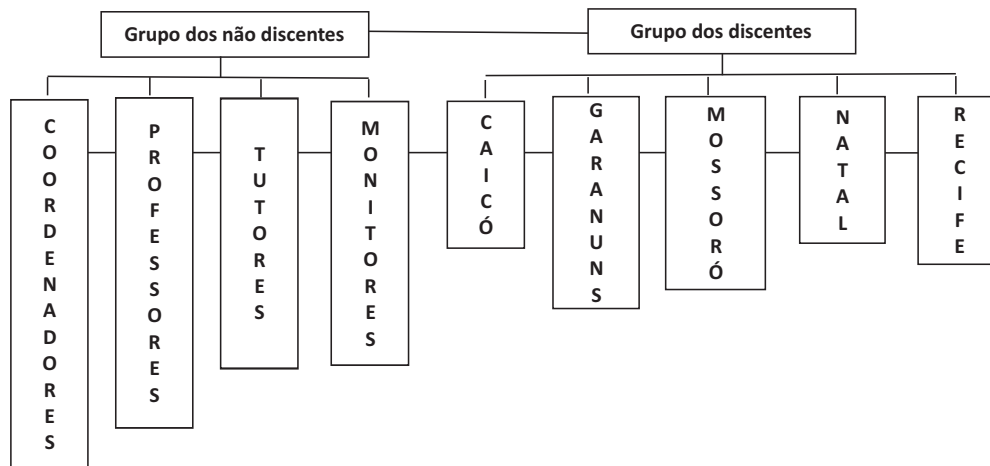 Grupo dos não discentes
Grupo dos discentes
COORDENADORES
PROFESSORES
TUTORES
MONITORES
CAICÓ
GARANUNS
MOSSORÓ
NATAL
RECIFE